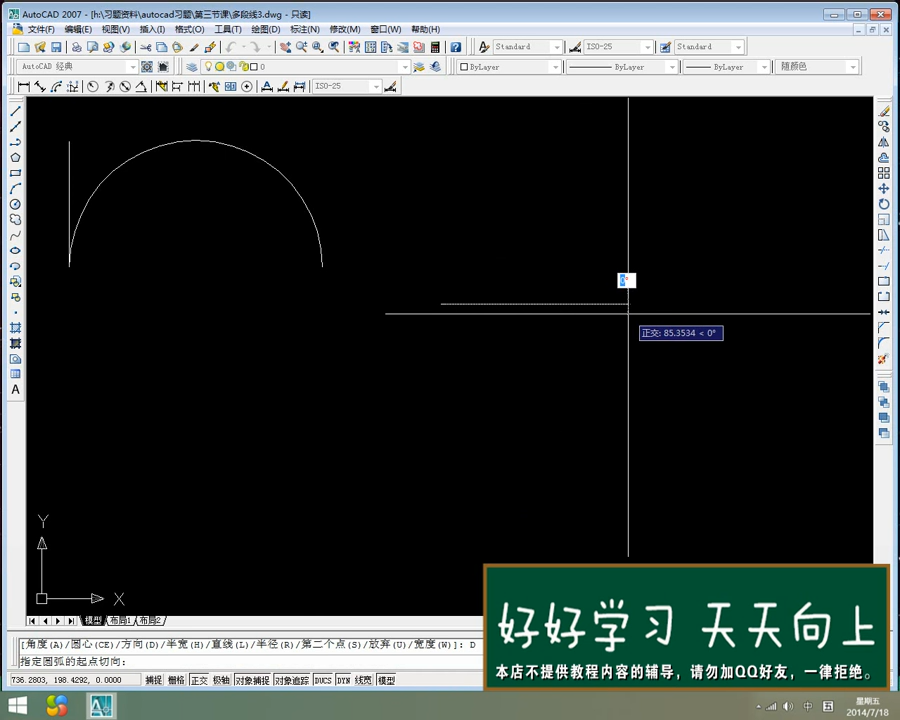 AutoCAD 2007 - [h:\习题资料\autocad习题\第三节课\多段线3.dwg - 只读]
文件(F) 编辑(E) 视图(V) 插入(I) 格式(O) 工具(T) 绘图(D) 标注(N) 修改(M) 窗口(W) 帮助(H)
Standard ISO-25 Standard
AutoCAD 经典 0 ByLayer ByLayer ByLayer 随颜色
ISO-25
A
0°
正交: 85.3534 < 0°
Y
X
模型 布局1 布局2
[角度(A)/圆心(CE)/方向(D)/半宽(H)/直线(L)/半径(R)/第二个点(S)/放弃(U)/宽度(W)]: D
指定圆弧的起点切向:
736.2803, 198.4292, 0.0000 捕捉 栅格 正交 极轴 对象捕捉 对象追踪 DUCS DYN 线宽 模型
好好学习 天天向上
本店不提供教程内容的辅导，请勿加QQ好友，一律拒绝。
中 五 星期五
2014/7/18